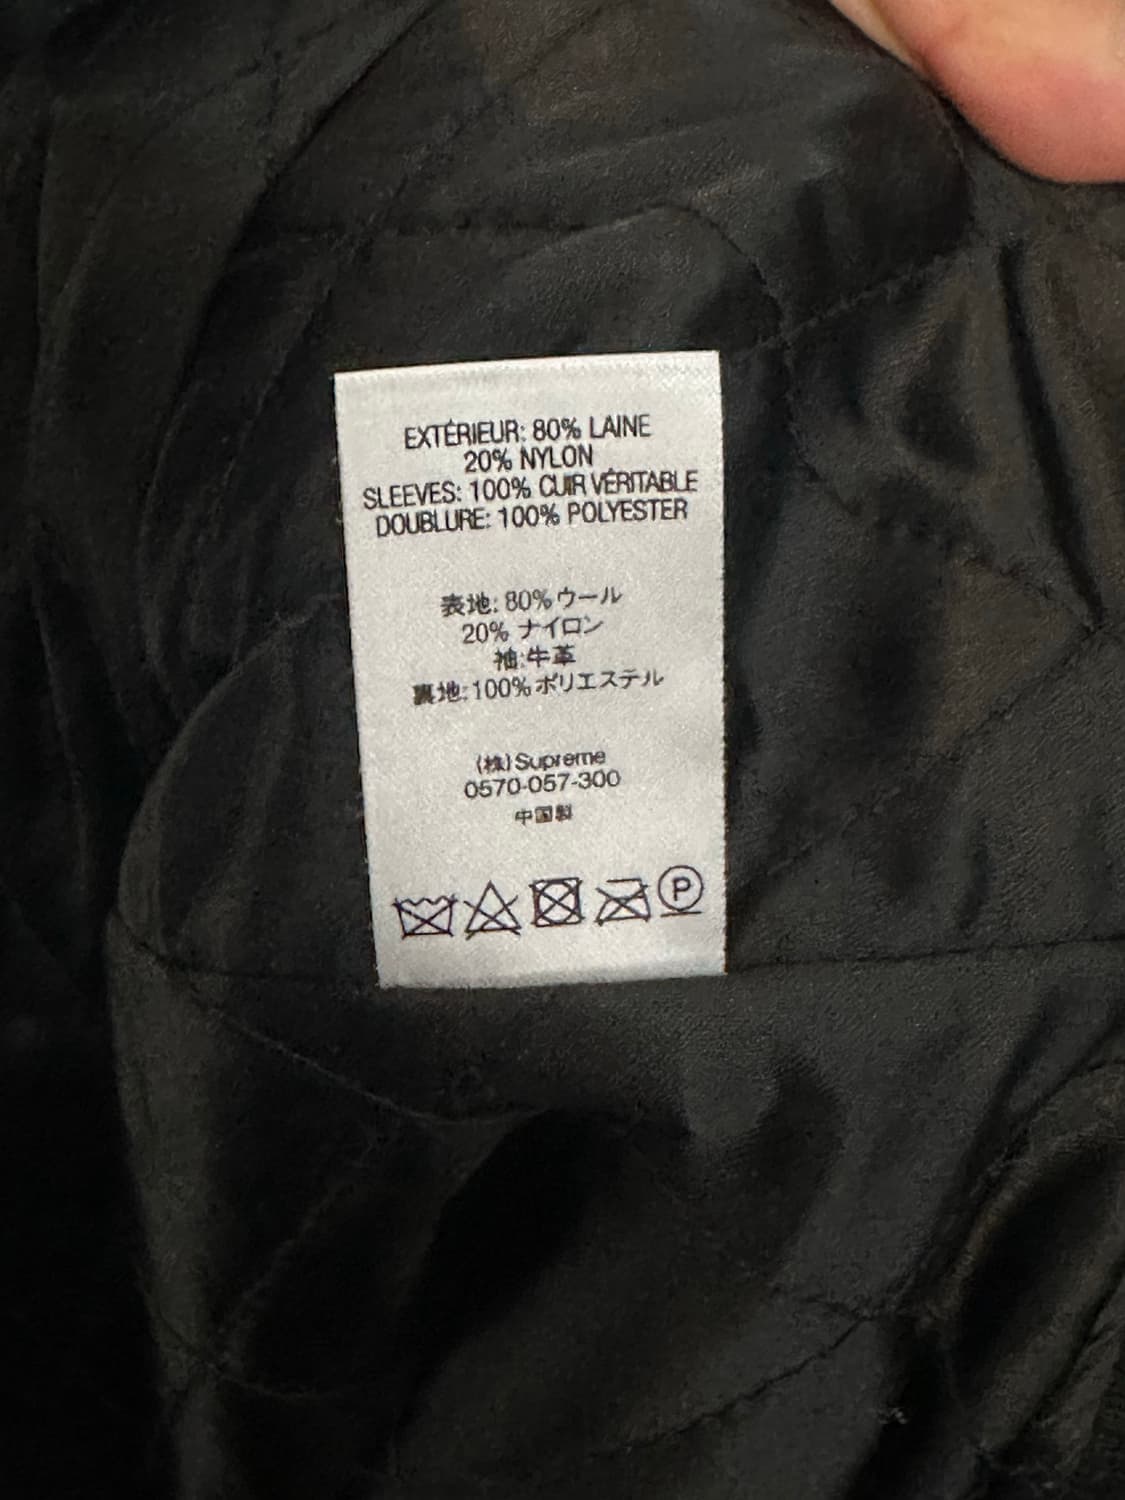 EXTÉRIEUR: 80% LAINE
20% NYLON
SLEEVES: 100% CUIR VÉRITABLE
DOUBLURE: 100% POLYESTER
表地: 80% ウール
20% ナイロン
袖:牛革
裏地:100%ポリエステル
(株)Supreme
0570-057-300
中国製
P